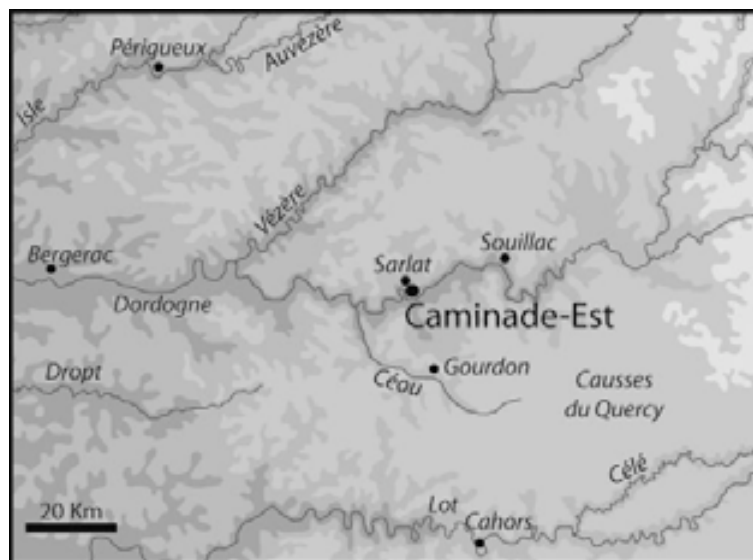 Périgueux
Auvézère
Isle
Vézère
Bergerac
Souillac
Sarlat
Dordogne
Caminade-Est
Gourdon
Dropt
Céou
Causses
du Quercy
Célé
20 Km
Lot
Cahors